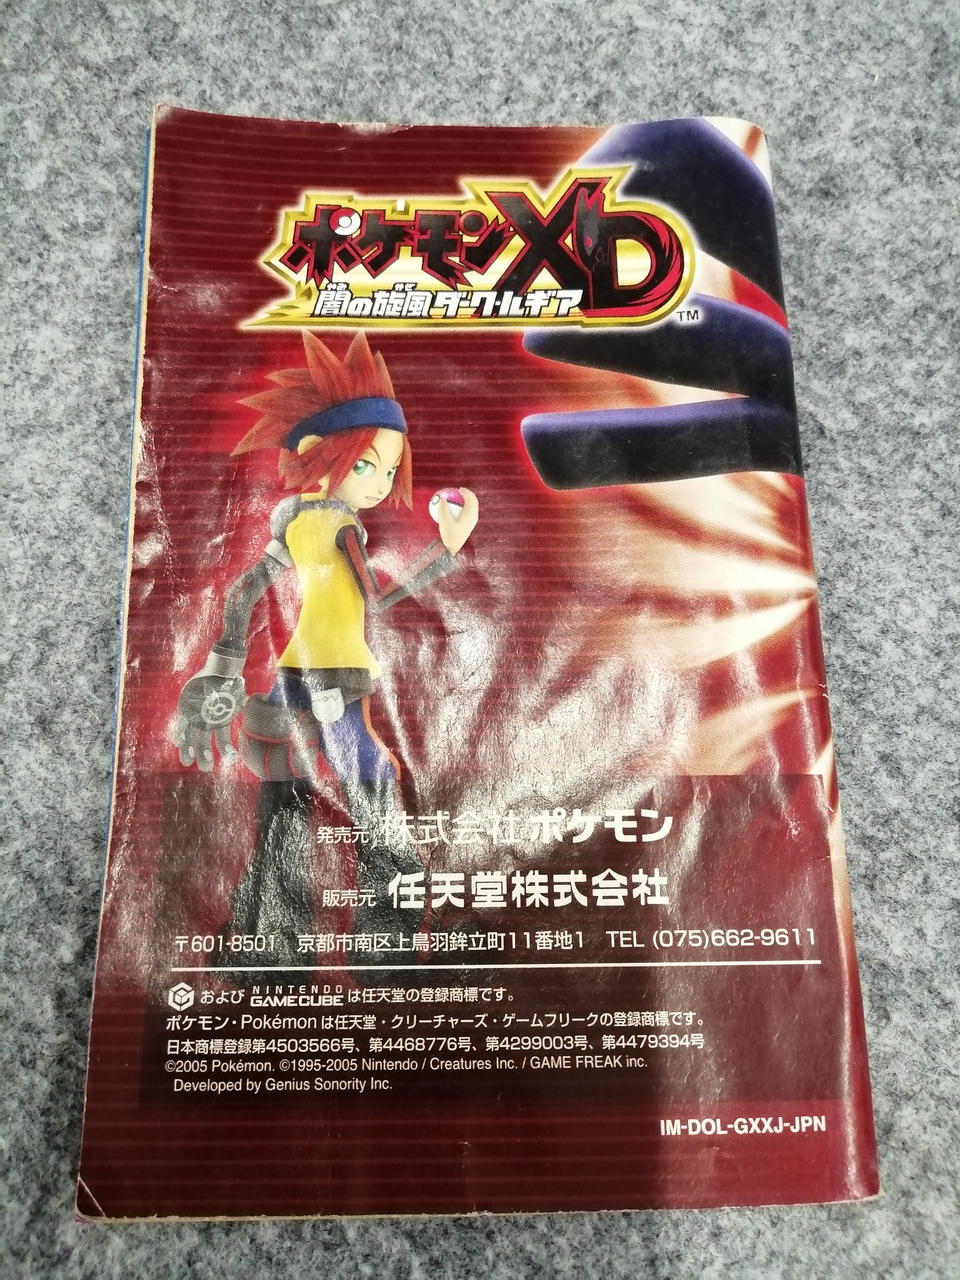 ポケモンXD
闇の旋風ダーク・ルギア
やみ かぜ
TM
発売元 株式会社ポケモン
販売元 任天堂株式会社
〒601-8501 京都市南区上鳥羽鉾立町11番地1 TEL (075)662-9611
および NINTENDO GAMECUBE は任天堂の登録商標です。
ポケモン・Pokémon は任天堂・クリーチャーズ・ゲームフリークの登録商標です。
日本商標登録第4503566号、第4468776号、第4299003号、第4479394号
©2005 Pokémon. ©1995-2005 Nintendo / Creatures Inc. / GAME FREAK inc.
Developed by Genius Sonority Inc.
IM-DOL-GXXJ-JPN